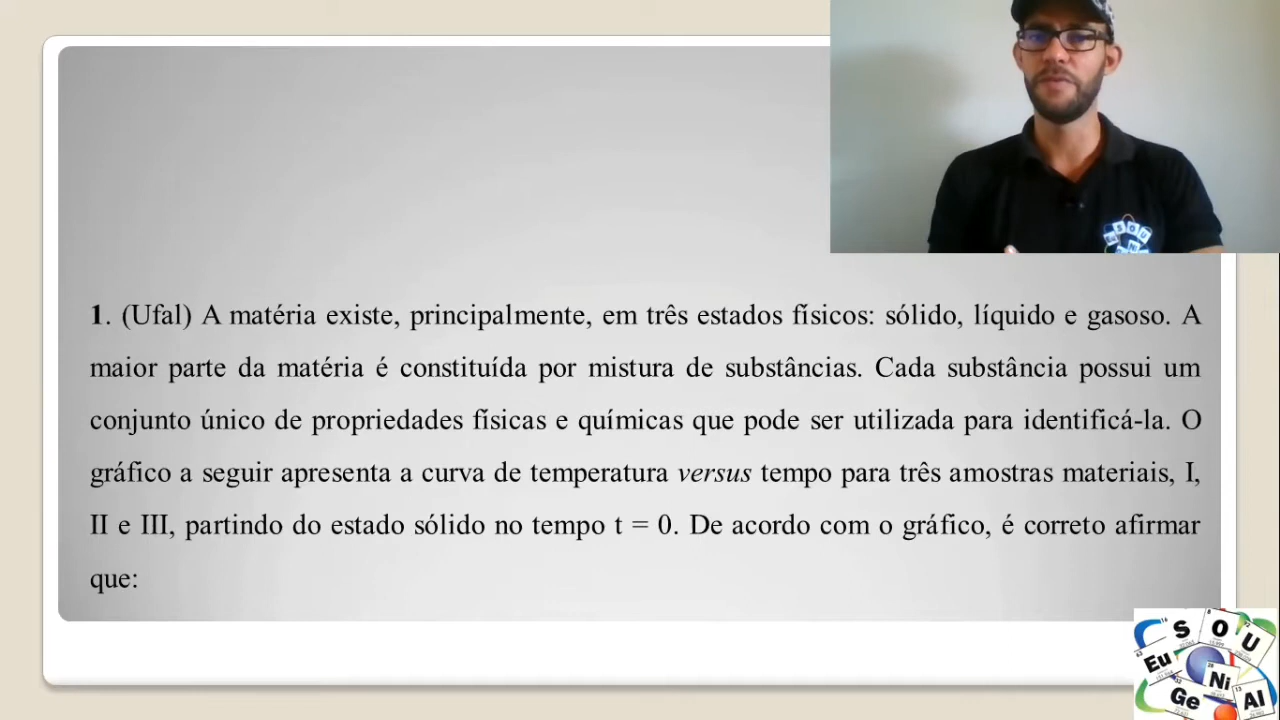 1. (Ufal) A matéria existe, principalmente, em três estados físicos: sólido, líquido e gasoso. A
maior parte da matéria é constituída por mistura de substâncias. Cada substância possui um
conjunto único de propriedades físicas e químicas que pode ser utilizada para identificá-la. O
gráfico a seguir apresenta a curva de temperatura versus tempo para três amostras materiais, I,
II e III, partindo do estado sólido no tempo t = 0. De acordo com o gráfico, é correto afirmar
que:
S O U
Eu Ni
Ge Al